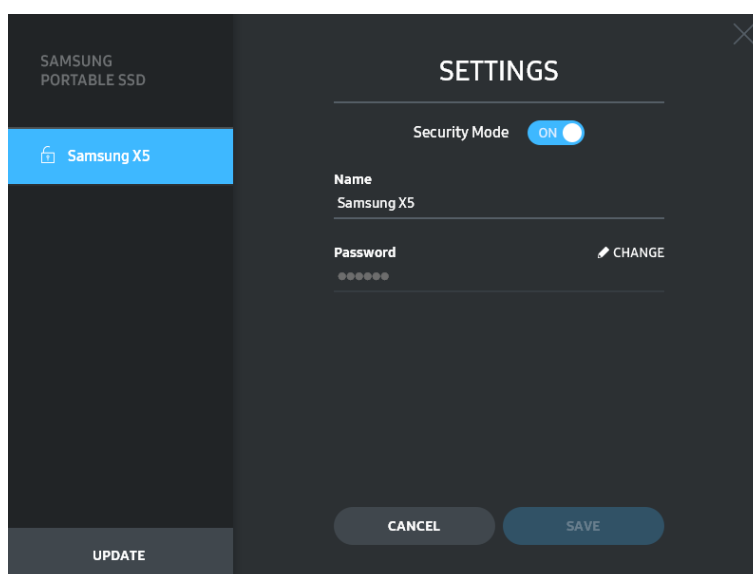 SAMSUNG
PORTABLE SSD
Samsung X5
UPDATE
SETTINGS
Security Mode ON
Name
Samsung X5
Password CHANGE
●●●●●●
CANCEL SAVE